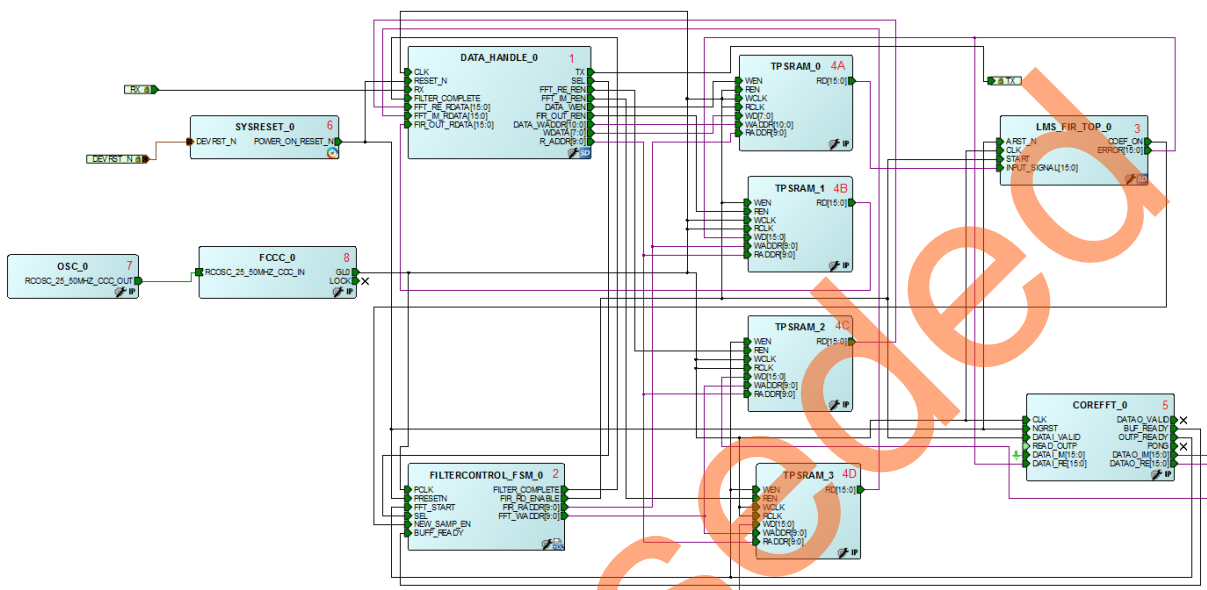 DATA_HANDLE_0 1
CLK
RESET_N
RX
FILTER_COMPLETE
FFT_RE_RDATA[15:0]
FFT_IM_RDATA[15:0]
FIR_OUT_RDATA[15:0]
TX
SEL
FFT_RE_REN
FFT_IM_REN
DATA_WEN
FIR_OUT_REN
DATA_WADDR[10:0]
WDATA[7:0]
R_ADDR[9:0]
TPSRAM_0 4A
WEN
REN
WCLK
RCLK
WD[7:0]
WADDR[10:0]
RADDR[9:0]
RD[15:0]
IP
TX
RX
SYSRESET_0 6
DEVRST_N
POWER_ON_RESET_N
DEVRST_N
LMS_FIR_TOP_0 3
ARST_N
CLK
START
INPUT_SIGNAL[15:0]
COEF_ON
ERROR[15:0]
TPSRAM_1 4B
WEN
REN
WCLK
RCLK
WD[15:0]
WADDR[9:0]
RADDR[9:0]
RD[15:0]
IP
OSC_0 7
RCOSC_25_50MHZ_CCC_OUT
IP
FCCC_0 8
RCOSC_25_50MHZ_CCC_IN
GL0
LOCK
IP
TPSRAM_2 4C
WEN
REN
WCLK
RCLK
WD[15:0]
WADDR[9:0]
RADDR[9:0]
RD[15:0]
IP
COREFFT_0 5
CLK
NGRST
DATAI_VALID
READ_OUTP
DATAI_IM[15:0]
DATAI_RE[15:0]
DATAO_VALID
BUF_READY
OUTP_READY
PONG
DATAO_IM[15:0]
DATAO_RE[15:0]
IP
FILTERCONTROL_FSM_0 2
PCLK
PRESETN
FFT_START
SEL
NEW_SAMP_EN
BUFF_READY
FILTER_COMPLETE
FIR_RD_ENABLE
FIR_RADDR[9:0]
FFT_WADDR[9:0]
TPSRAM_3 4D
WEN
REN
WCLK
RCLK
WD[15:0]
WADDR[9:0]
RADDR[9:0]
RD[15:0]
IP
sed